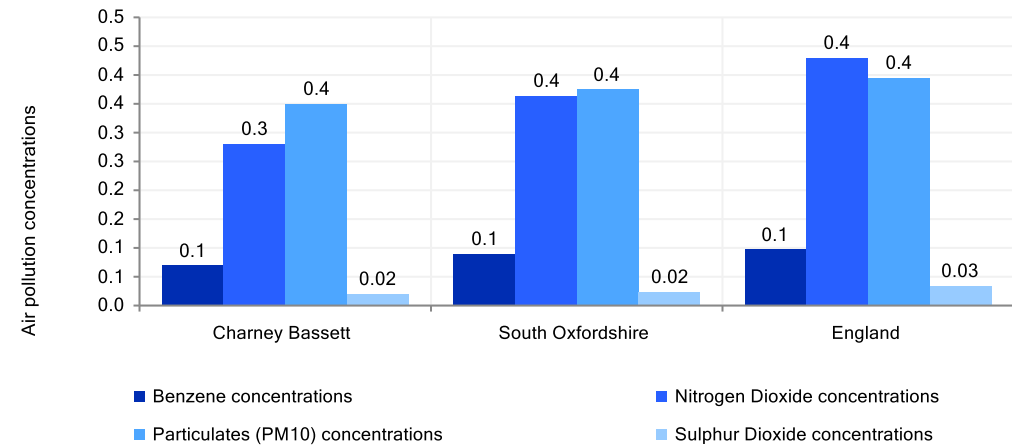 0.5
0.5
0.4
0.4
0.3
0.3
0.2
0.2
0.1
0.1
0.0
Air pollution concentrations
0.1
0.3
0.4
0.02
0.1
0.4
0.4
0.02
0.1
0.4
0.4
0.03
Charney Bassett
South Oxfordshire
England
Benzene concentrations
Nitrogen Dioxide concentrations
Particulates (PM10) concentrations
Sulphur Dioxide concentrations